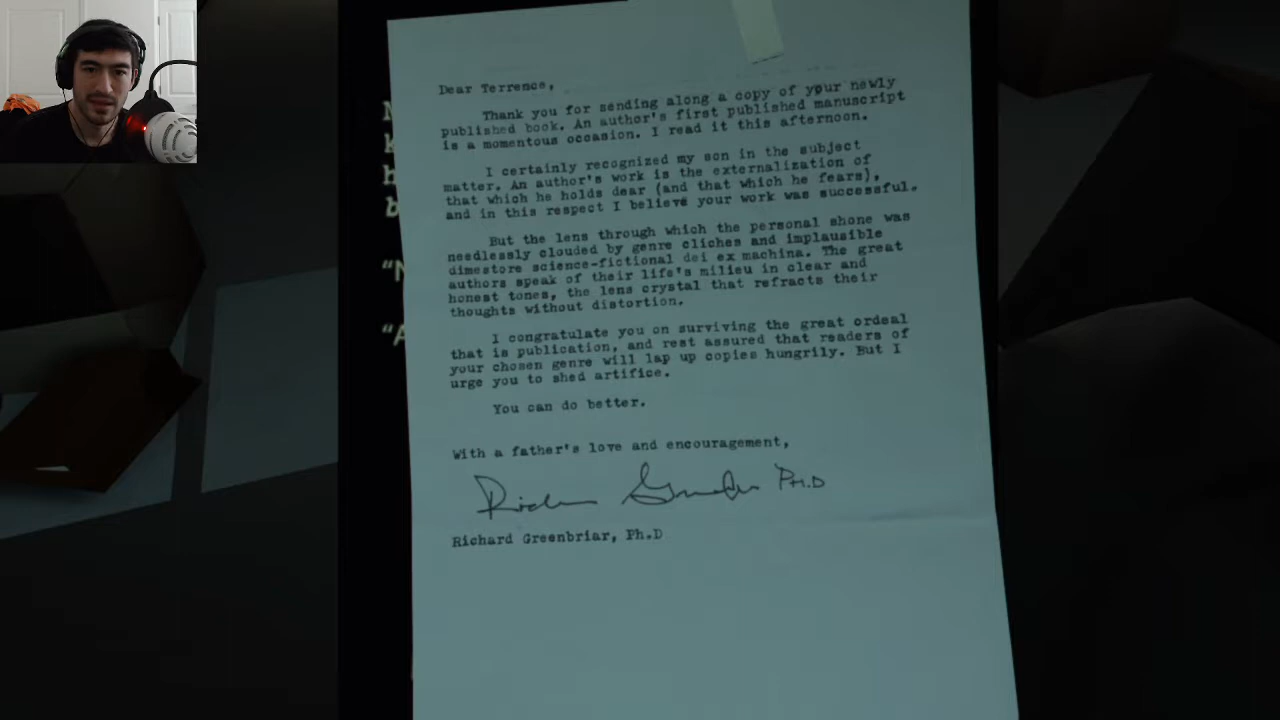 Dear Terrence,
Thank you for sending along a copy of your newly
published book. An author's first published manuscript
is a momentous occasion. I read it this afternoon.
I certainly recognized my son in the subject
matter. An author's work is the externalization of
that which he holds dear (and that which he fears),
and in this respect I believe your work was successful.
But the lens through which the personal shone was
needlessly clouded by genre cliches and implausible
dimestore science-fictional dei ex machina. The great
authors speak of their life's milieu in clear and
honest tones, the lens crystal that refracts their
thoughts without distortion.
I congratulate you on surviving the great ordeal
that is publication, and rest assured that readers of
your chosen genre will lap up copies hungrily. But I
urge you to shed artifice.
You can do better.
With a father's love and encouragement,
Richard Greenbriar PH.D
Richard Greenbriar, Ph.D